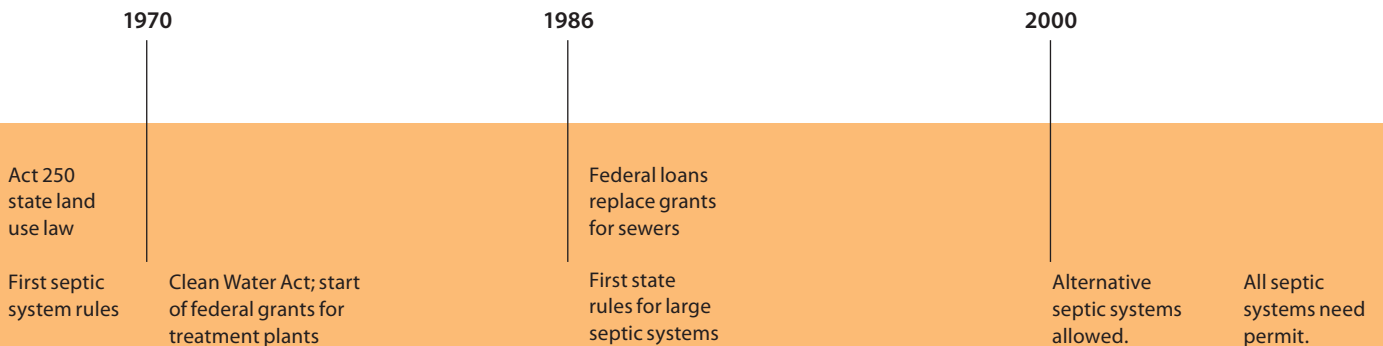 1970
1986
2000
Act 250
state land
use law
First septic
system rules
Clean Water Act; start
of federal grants for
treatment plants
Federal loans
replace grants
for sewers
First state
rules for large
septic systems
Alternative
septic systems
allowed.
All septic
systems need
permit.